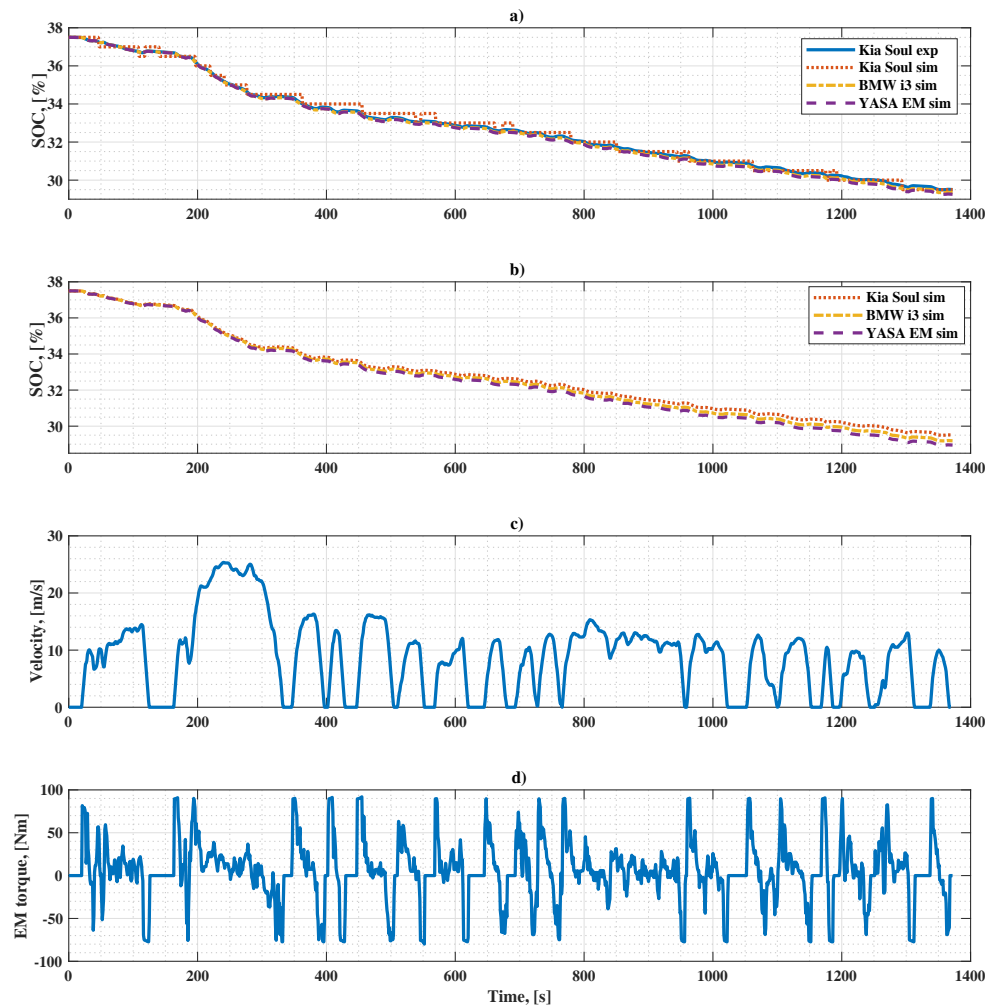 a)
38
36
34
32
30
SOC, [%]
Kia Soul exp
Kia Soul sim
BMW i3 sim
YASA EM sim
0 200 400 600 800 1000 1200 1400
b)
38
36
34
32
30
SOC, [%]
Kia Soul sim
BMW i3 sim
YASA EM sim
0 200 400 600 800 1000 1200 1400
c)
30
20
10
0
Velocity, [m/s]
0 200 400 600 800 1000 1200 1400
d)
100
50
0
-50
-100
EM torque, [Nm]
0 200 400 600 800 1000 1200 1400
Time, [s]